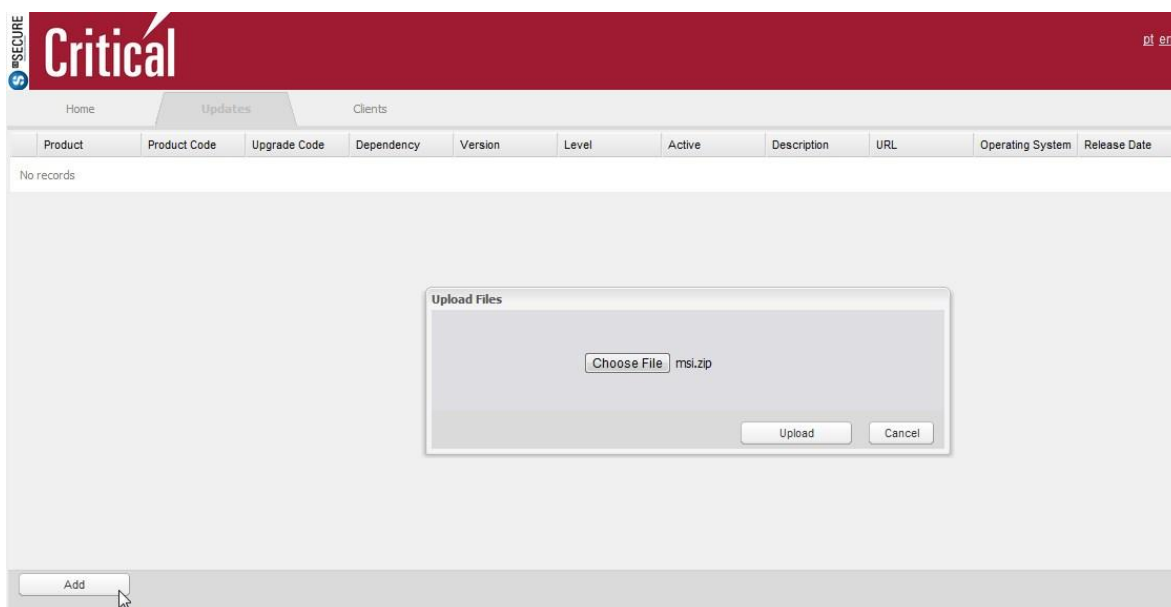 SECURE
Critical
pt en
Home Updates Clients
Product Product Code Upgrade Code Dependency Version Level Active Description URL Operating System Release Date
No records
Upload Files
Choose File msi.zip
Upload Cancel
Add